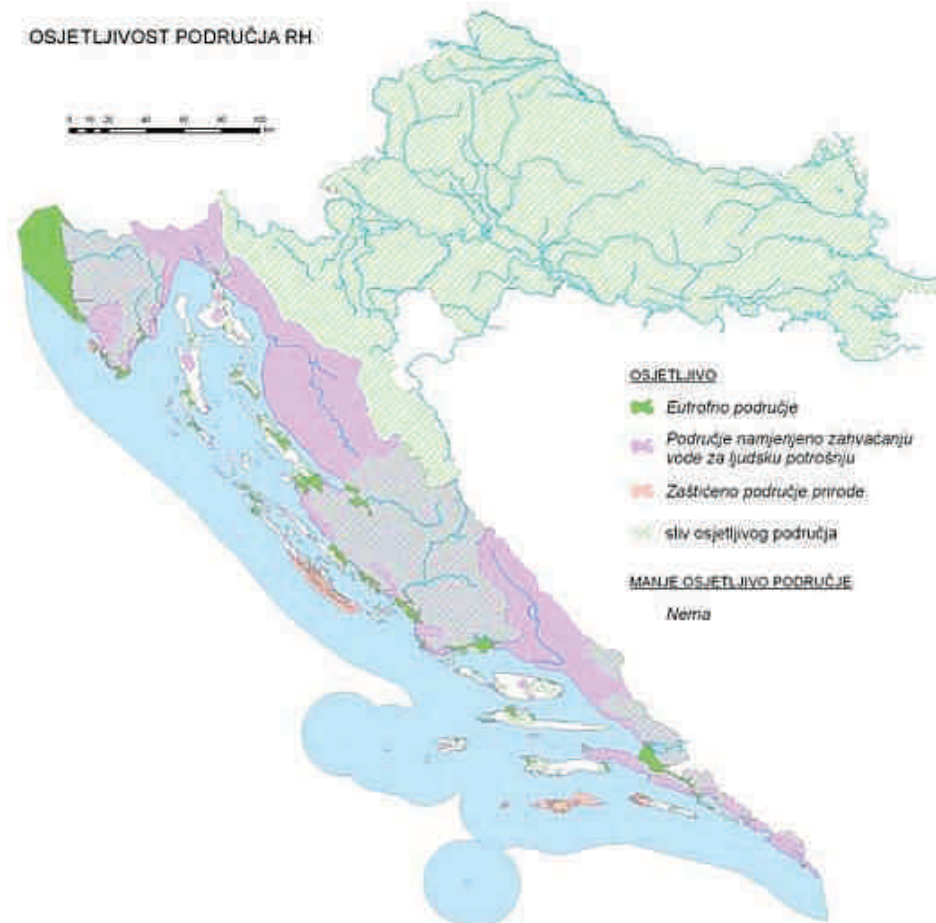 OSJETLJIVOST PODRUČJA RH
OSJETLJIVO
Eutrofno područje
Područje namjenjeno zahvaćanju
vode za ljudsku potrošnju
Zaštićeno područje prirode
sliv osjetljivog područja
MANJE OSJETLJIVO PODRUČJE
Nema